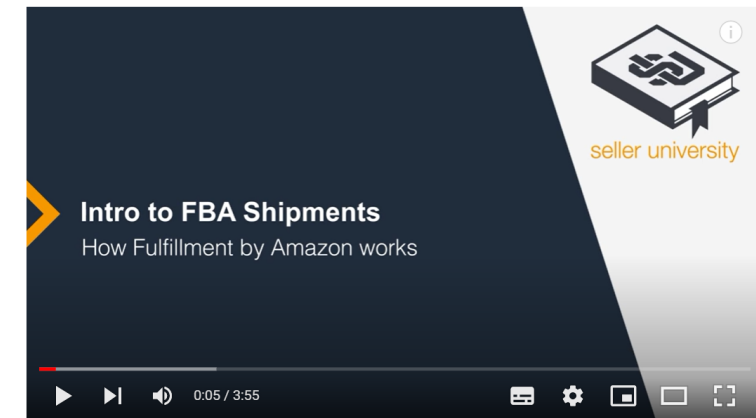 seller university
Intro to FBA Shipments
How Fulfillment by Amazon works
0:05 / 3:55